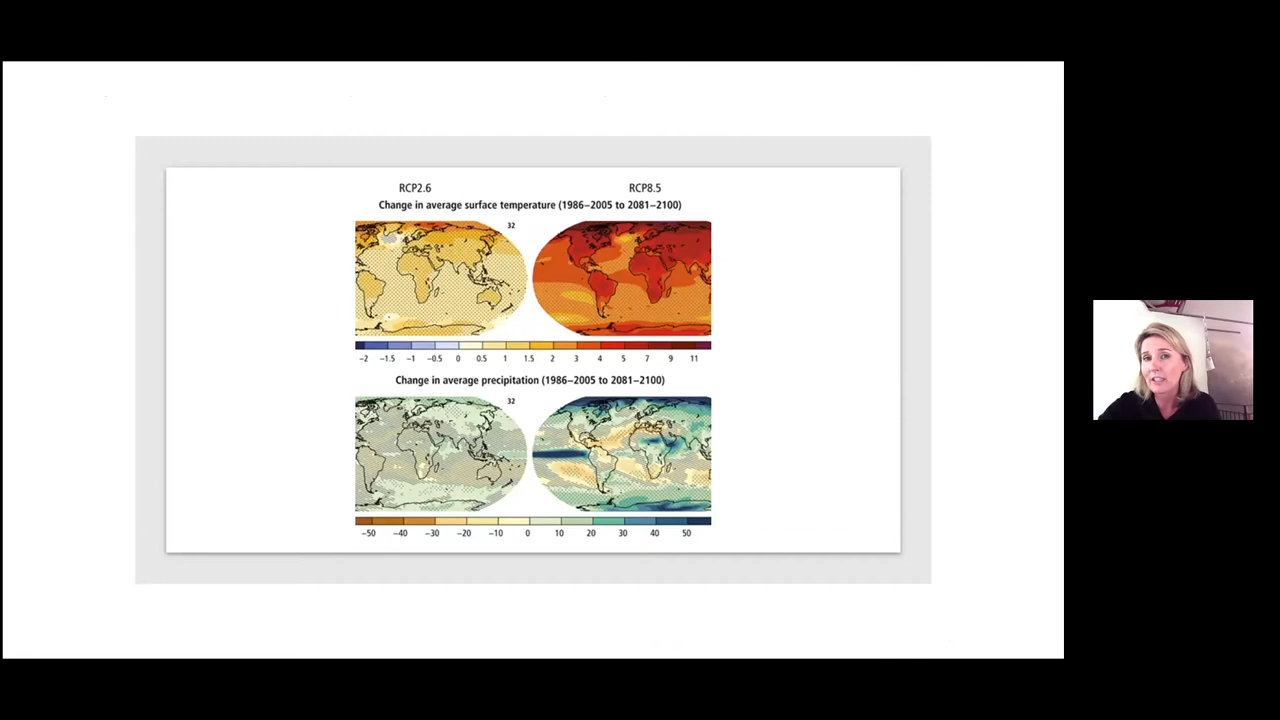 RCP2.6 RCP8.5
Change in average surface temperature (1986–2005 to 2081–2100)
32
−2 −1.5 −1 −0.5 0 0.5 1 1.5 2 3 4 5 7 9 11
Change in average precipitation (1986–2005 to 2081–2100)
32
−50 −40 −30 −20 −10 0 10 20 30 40 50